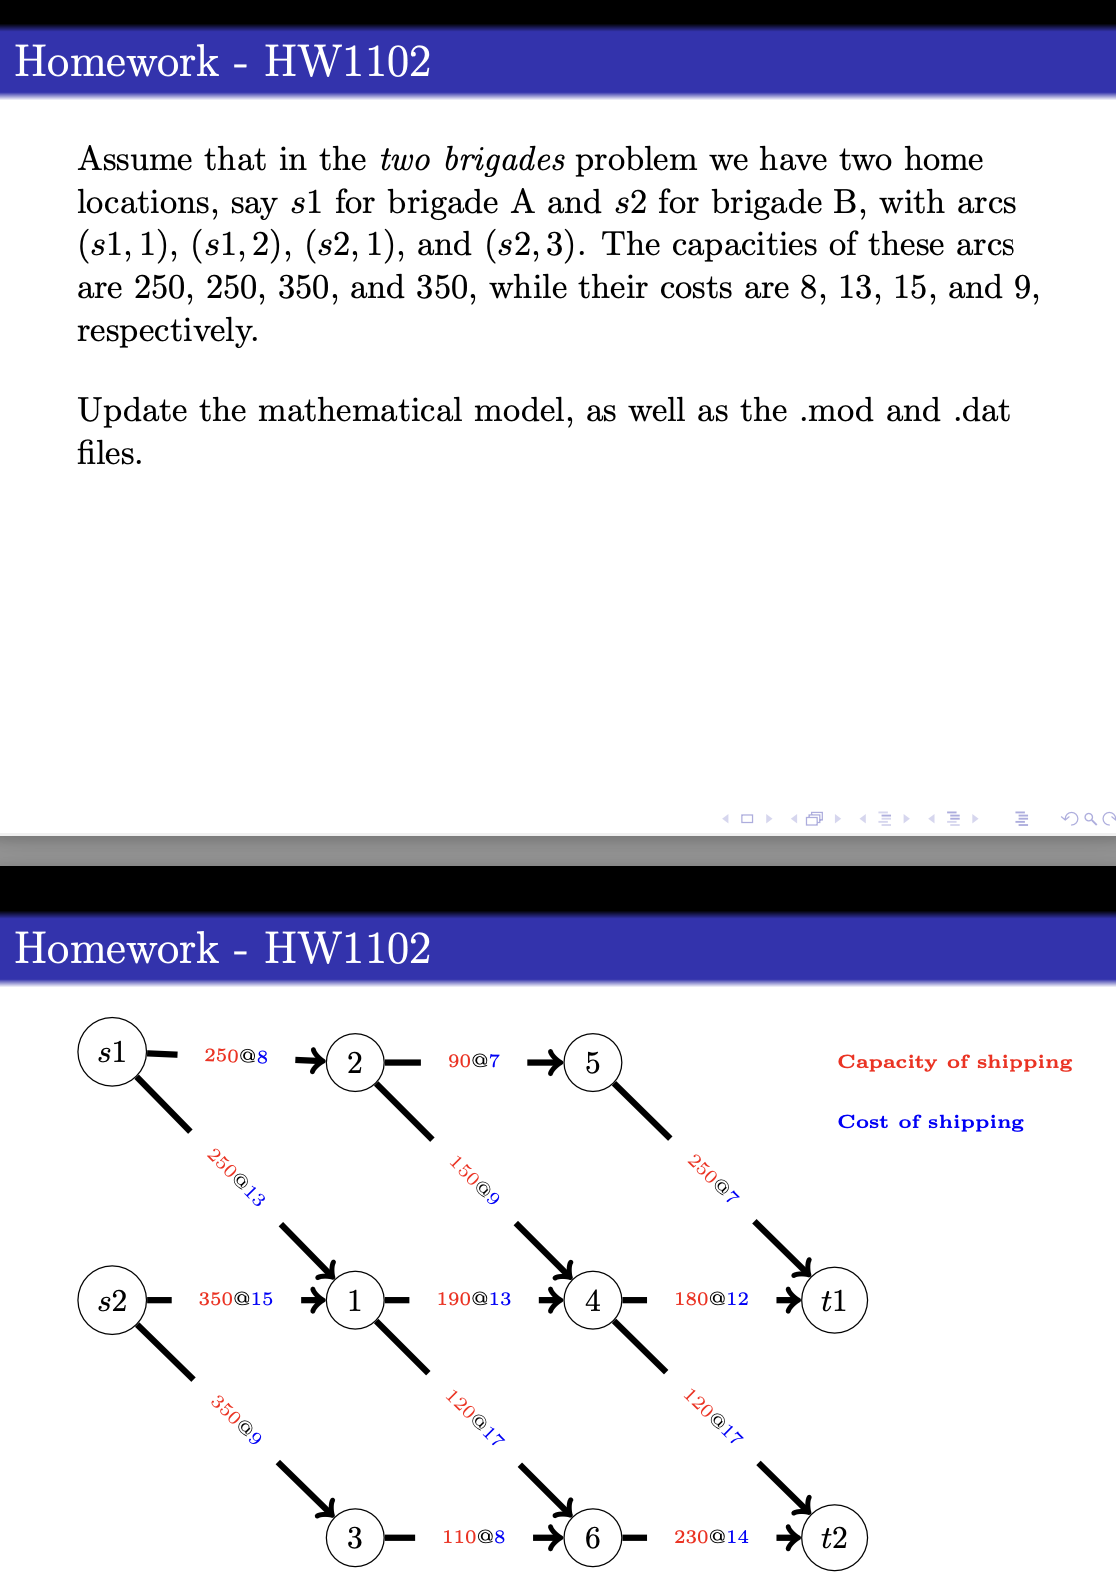 Homework - HW1102
Assume that in the two brigades problem we have two home
locations, say s1 for brigade A and s2 for brigade B, with arcs
(s1, 1), (s1, 2), (s2, 1), and (s2, 3). The capacities of these arcs
are 250, 250, 350, and 350, while their costs are 8, 13, 15, and 9,
respectively.
Update the mathematical model, as well as the .mod and .dat
files.
Homework - HW1102
s1
250@8
2
90@7
5
Capacity of shipping
Cost of shipping
250@13
150@9
250@7
s2
350@15
1
190@13
4
180@12
t1
350@9
120@17
120@17
3
110@8
6
230@14
t2